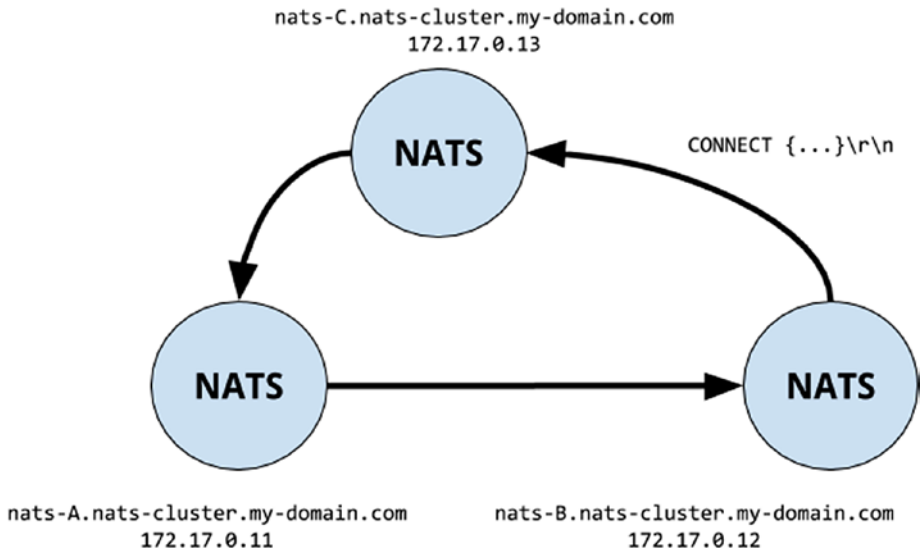 nats-C.nats-cluster.my-domain.com
172.17.0.13
NATS
CONNECT {...}\r\n
NATS
NATS
nats-A.nats-cluster.my-domain.com
172.17.0.11
nats-B.nats-cluster.my-domain.com
172.17.0.12